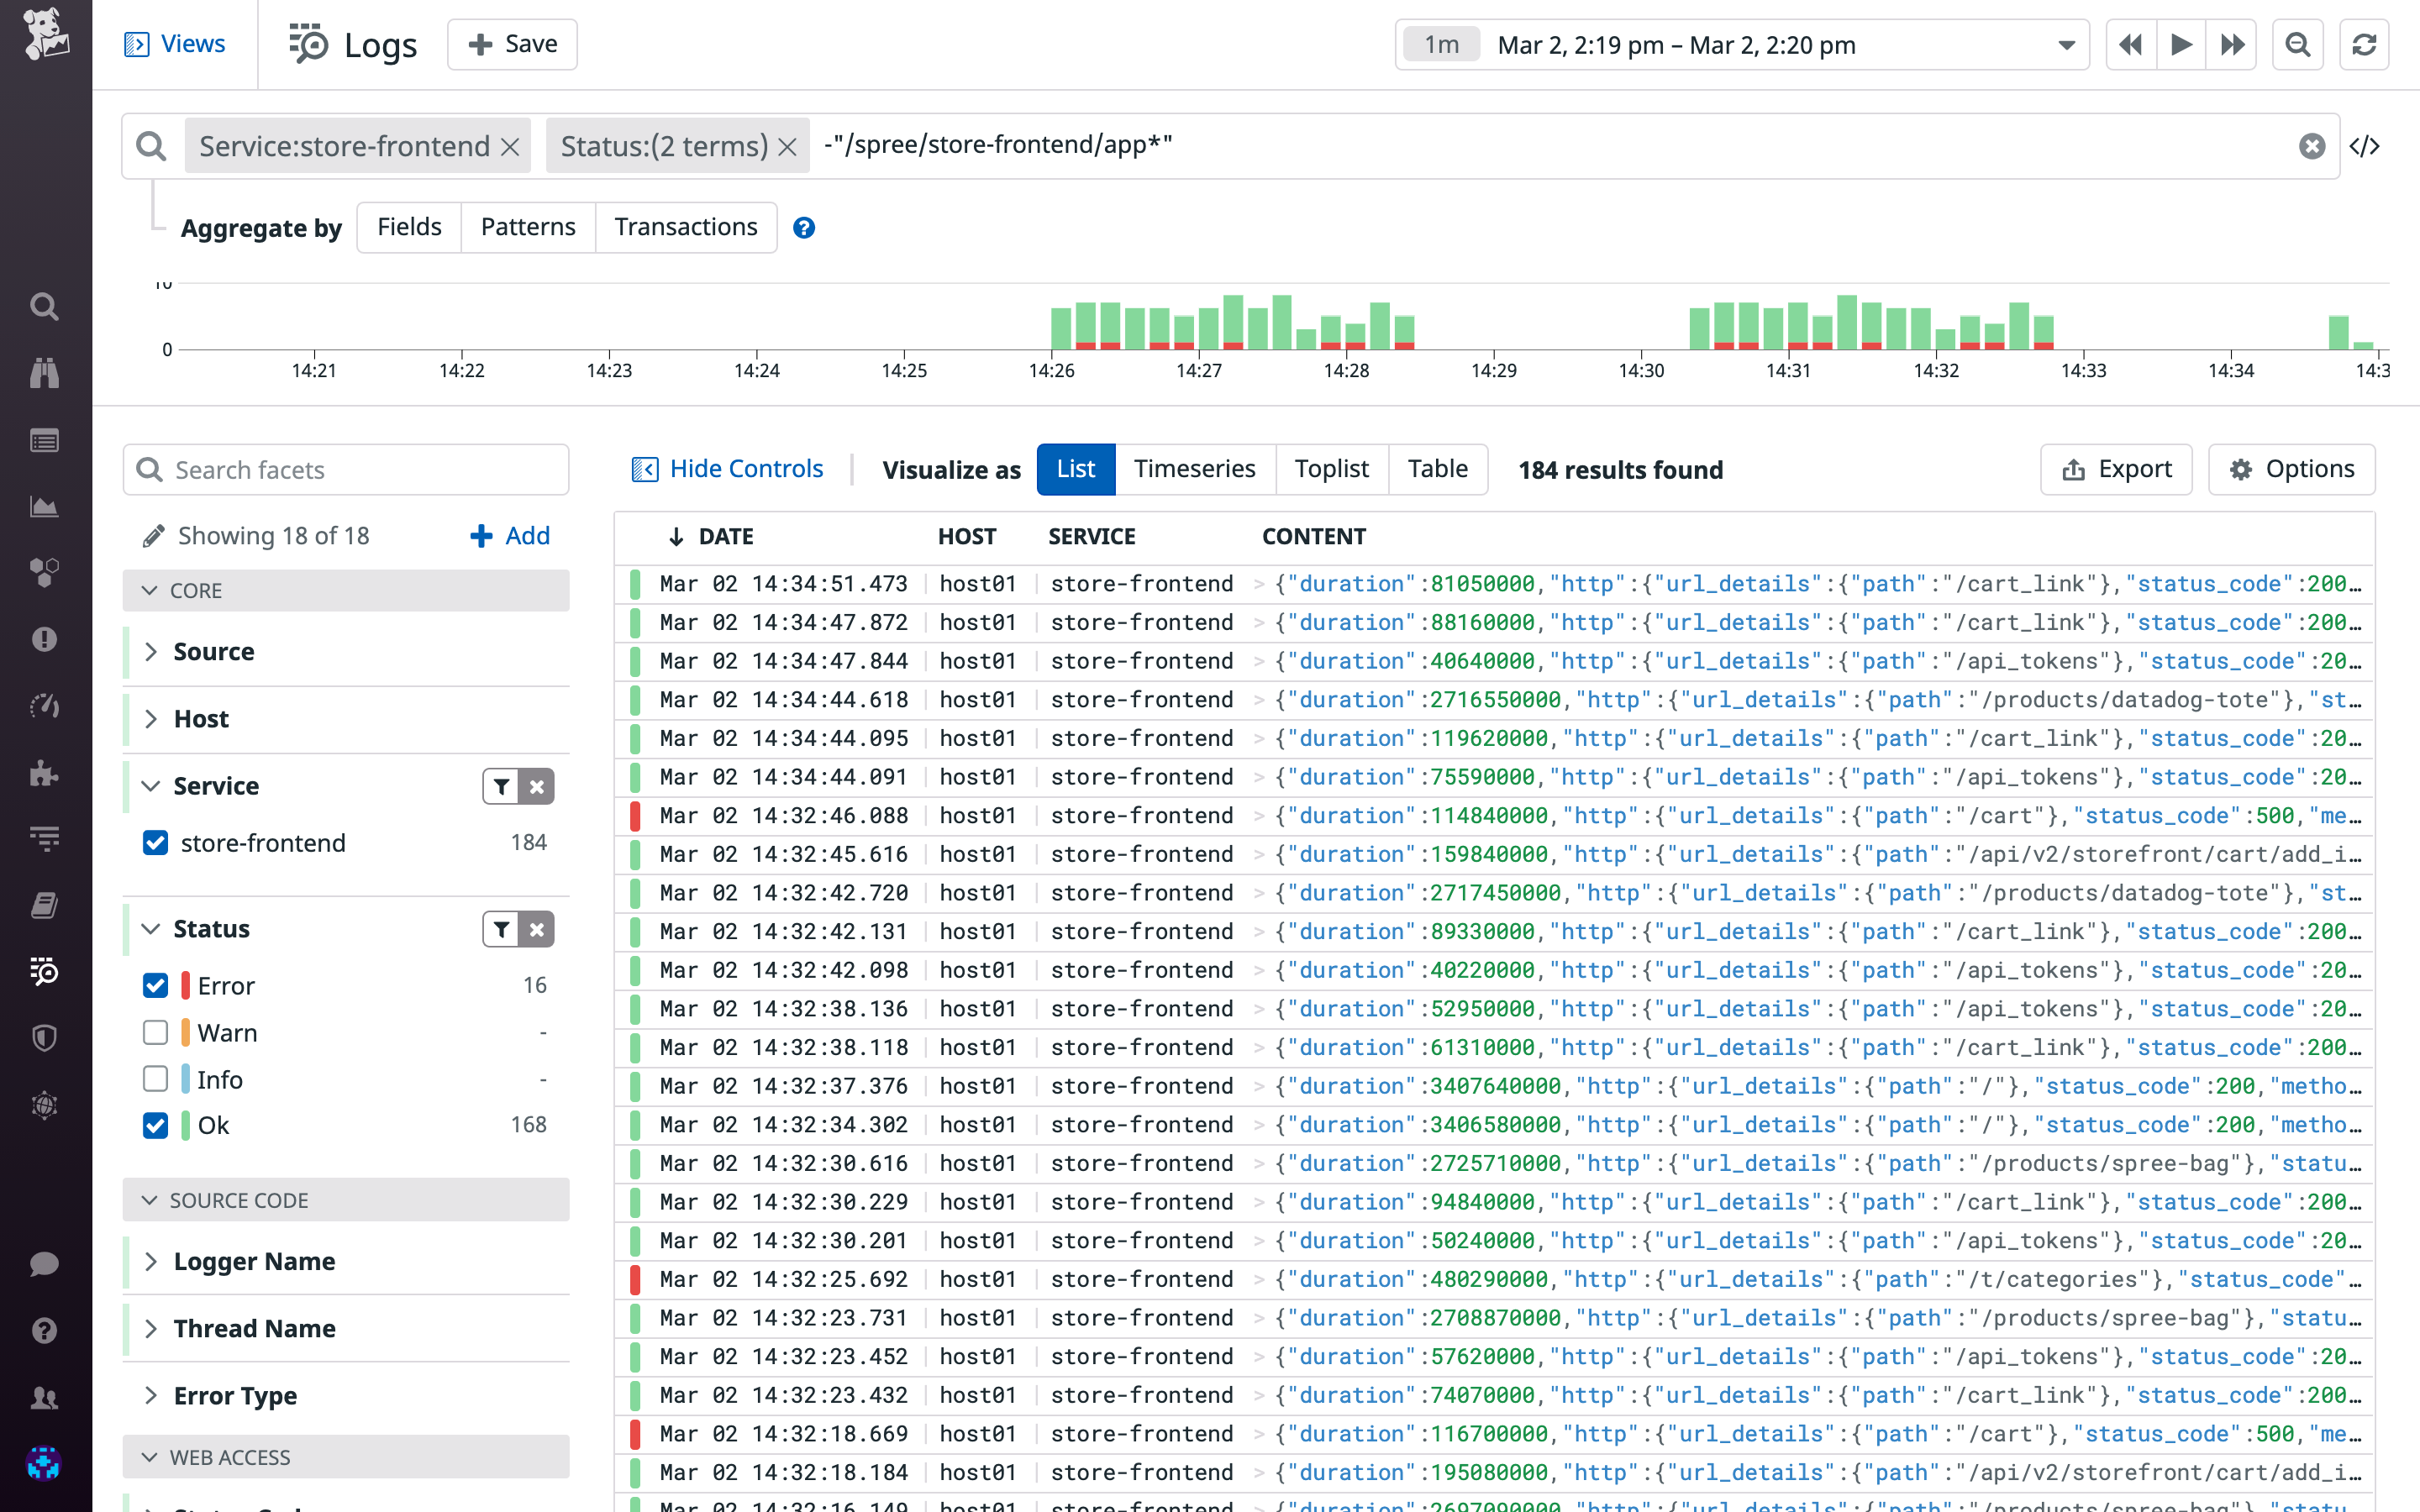 Views
Logs
Save
1m Mar 2, 2:19 pm – Mar 2, 2:20 pm
Service:store-frontend
Status:(2 terms)
-"/spree/store-frontend/app*"
</>
Aggregate by Fields Patterns Transactions
10
0
14:21 14:22 14:23 14:24 14:25 14:26 14:27 14:28 14:29 14:30 14:31 14:32 14:33 14:34 14:3
Search facets
Showing 18 of 18
Add
CORE
Source
Host
Service
store-frontend 184
Status
Error 16
Warn -
Info -
Ok 168
SOURCE CODE
Logger Name
Thread Name
Error Type
WEB ACCESS
Hide Controls
Visualize as List Timeseries Toplist Table
184 results found
Export
Options
DATE HOST SERVICE CONTENT
Mar 02 14:34:51.473 host01 store-frontend > {"duration":81050000,"http":{"url_details":{"path":"/cart_link"},"status_code":200…
Mar 02 14:34:47.872 host01 store-frontend > {"duration":88160000,"http":{"url_details":{"path":"/cart_link"},"status_code":200…
Mar 02 14:34:47.844 host01 store-frontend > {"duration":40640000,"http":{"url_details":{"path":"/api_tokens"},"status_code":20…
Mar 02 14:34:44.618 host01 store-frontend > {"duration":2716550000,"http":{"url_details":{"path":"/products/datadog-tote"},"st…
Mar 02 14:34:44.095 host01 store-frontend > {"duration":119620000,"http":{"url_details":{"path":"/cart_link"},"status_code":20…
Mar 02 14:34:44.091 host01 store-frontend > {"duration":75590000,"http":{"url_details":{"path":"/api_tokens"},"status_code":20…
Mar 02 14:32:46.088 host01 store-frontend > {"duration":114840000,"http":{"url_details":{"path":"/cart"},"status_code":500,"me…
Mar 02 14:32:45.616 host01 store-frontend > {"duration":159840000,"http":{"url_details":{"path":"/api/v2/storefront/cart/add_i…
Mar 02 14:32:42.720 host01 store-frontend > {"duration":2717450000,"http":{"url_details":{"path":"/products/datadog-tote"},"st…
Mar 02 14:32:42.131 host01 store-frontend > {"duration":89330000,"http":{"url_details":{"path":"/cart_link"},"status_code":200…
Mar 02 14:32:42.098 host01 store-frontend > {"duration":40220000,"http":{"url_details":{"path":"/api_tokens"},"status_code":20…
Mar 02 14:32:38.136 host01 store-frontend > {"duration":52950000,"http":{"url_details":{"path":"/api_tokens"},"status_code":20…
Mar 02 14:32:38.118 host01 store-frontend > {"duration":61310000,"http":{"url_details":{"path":"/cart_link"},"status_code":200…
Mar 02 14:32:37.376 host01 store-frontend > {"duration":3407640000,"http":{"url_details":{"path":"/"},"status_code":200,"metho…
Mar 02 14:32:34.302 host01 store-frontend > {"duration":3406580000,"http":{"url_details":{"path":"/"},"status_code":200,"metho…
Mar 02 14:32:30.616 host01 store-frontend > {"duration":2725710000,"http":{"url_details":{"path":"/products/spree-bag"},"statu…
Mar 02 14:32:30.229 host01 store-frontend > {"duration":94840000,"http":{"url_details":{"path":"/cart_link"},"status_code":200…
Mar 02 14:32:30.201 host01 store-frontend > {"duration":50240000,"http":{"url_details":{"path":"/api_tokens"},"status_code":20…
Mar 02 14:32:25.692 host01 store-frontend > {"duration":480290000,"http":{"url_details":{"path":"/t/categories"},"status_code"…
Mar 02 14:32:23.731 host01 store-frontend > {"duration":2708870000,"http":{"url_details":{"path":"/products/spree-bag"},"statu…
Mar 02 14:32:23.452 host01 store-frontend > {"duration":57620000,"http":{"url_details":{"path":"/api_tokens"},"status_code":20…
Mar 02 14:32:23.432 host01 store-frontend > {"duration":74070000,"http":{"url_details":{"path":"/cart_link"},"status_code":200…
Mar 02 14:32:18.669 host01 store-frontend > {"duration":116700000,"http":{"url_details":{"path":"/cart"},"status_code":500,"me…
Mar 02 14:32:18.184 host01 store-frontend > {"duration":195080000,"http":{"url_details":{"path":"/api/v2/storefront/cart/add_i…